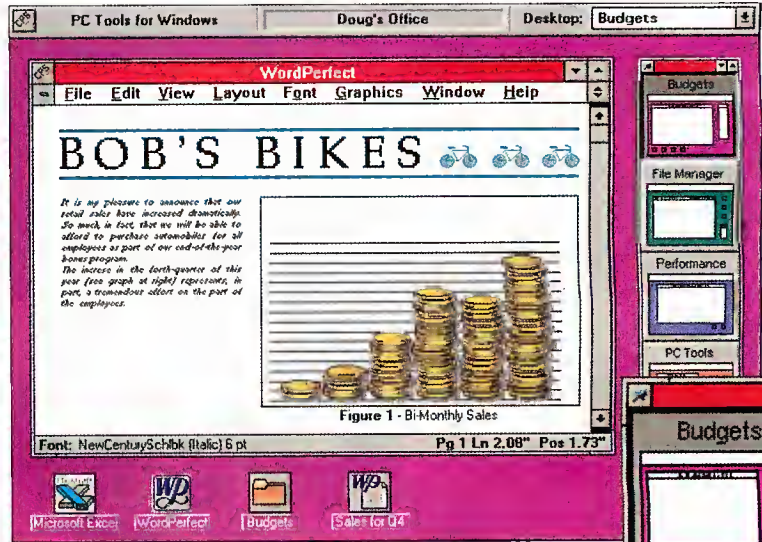 CPS
PC Tools for Windows
Doug's Office
Desktop: Budgets
CPS
WordPerfect
File Edit View Layout Font Graphics Window Help
BOB'S BIKES
It is my pleasure to announce that our
retail sales have increased dramatically.
So much, in fact, that we will be able to
afford to purchase automobiles for all
employees as part of our end-of-the-year
bonus program.
The increse in the forth-quarter of this
year (see graph at right) represents, in
part, a tremendous effort on the part of
the employees.
Figure 1 - Bi-Monthly Sales
Font: NewCenturySchlbk (Italic) 6 pt
Pg 1 Ln 2.08" Pos 1.73"
Microsoft Excel
WP
WordPerfect
Budgets
WP
Sales for Q4
Budgets
File Manager
Performance
PC Tools
Budgets